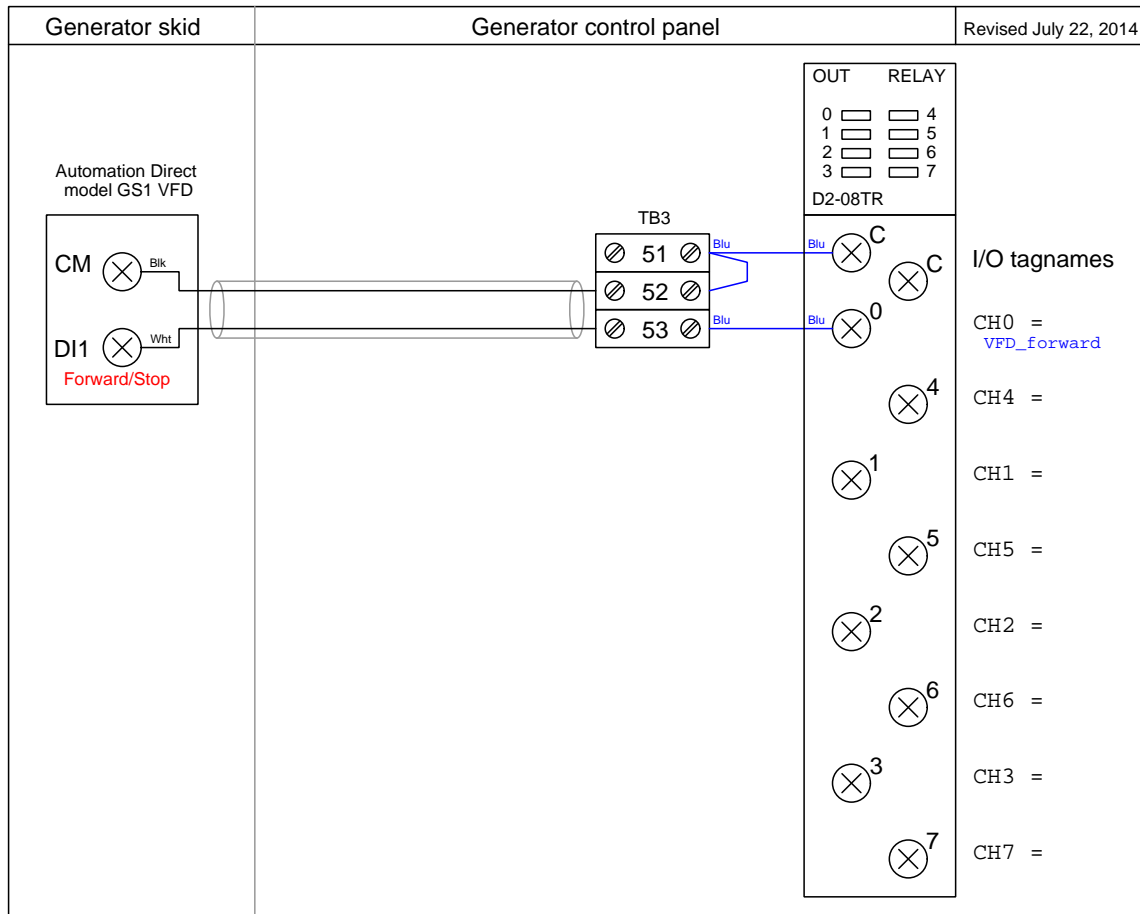 Generator skid
Generator control panel
Revised July 22, 2014
OUT RELAY
0 4
1 5
2 6
3 7
D2-08TR
Automation Direct
model GS1 VFD
TB3
CM
Blk
51
Blu
Blu
C
C
I/O tagnames
52
DI1
Wht
53
Blu
Blu
0
CH0 =
VFD_forward
Forward/Stop
4
CH4 =
1
CH1 =
5
CH5 =
2
CH2 =
6
CH6 =
3
CH3 =
7
CH7 =